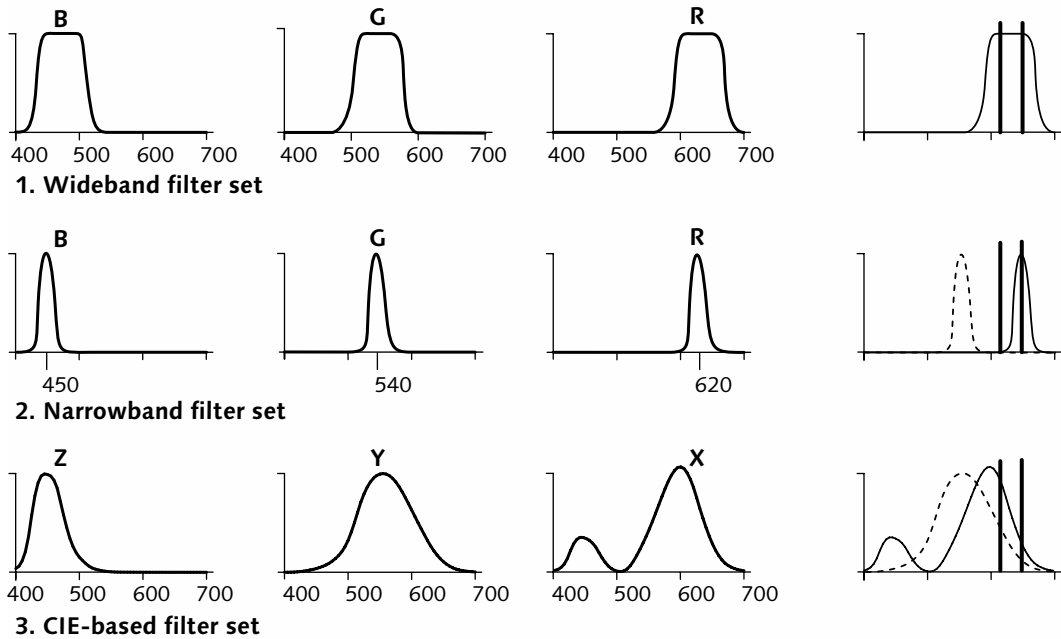 B G R
400 500 600 700 400 500 600 700 400 500 600 700
1. Wideband filter set
B G R
450 540 620
2. Narrowband filter set
Z Y X
400 500 600 700 400 500 600 700 400 500 600 700
3. CIE-based filter set